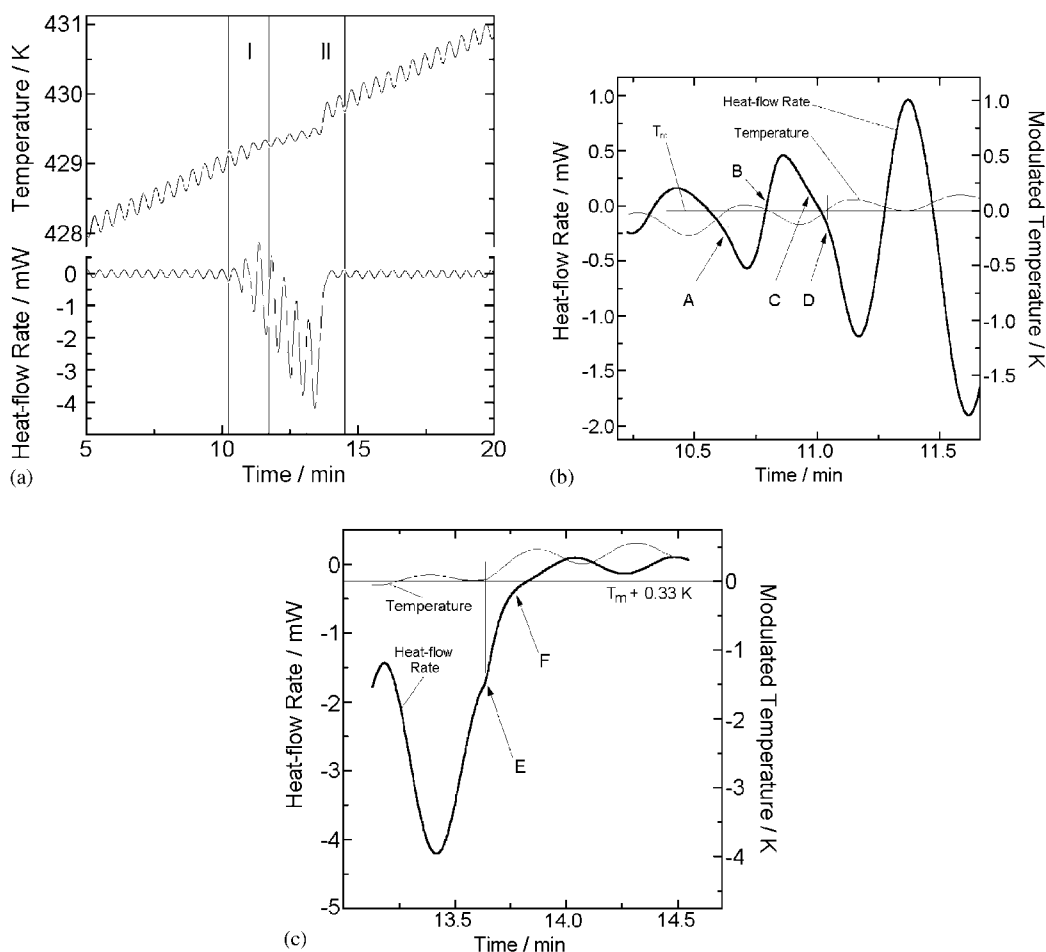 431
430
429
428
Temperature / K
I
II
0
-1
-2
-3
-4
Heat-flow Rate / mW
5
10
15
20
Time / min
(a)
1.0
0.5
0.0
-0.5
-1.0
-1.5
-2.0
Heat-flow Rate / mW
Heat-flow Rate
Temperature
Tm
A
B
C
D
1.0
0.5
0.0
-0.5
-1.0
-1.5
Modulated Temperature / K
10.5
11.0
11.5
Time / min
(b)
0
-1
-2
-3
-4
-5
Heat-flow Rate / mW
Temperature
Heat-flow
Rate
Tm + 0.33 K
F
E
0
-1
-2
-3
-4
Modulated Temperature / K
13.5
14.0
14.5
Time / min
(c)